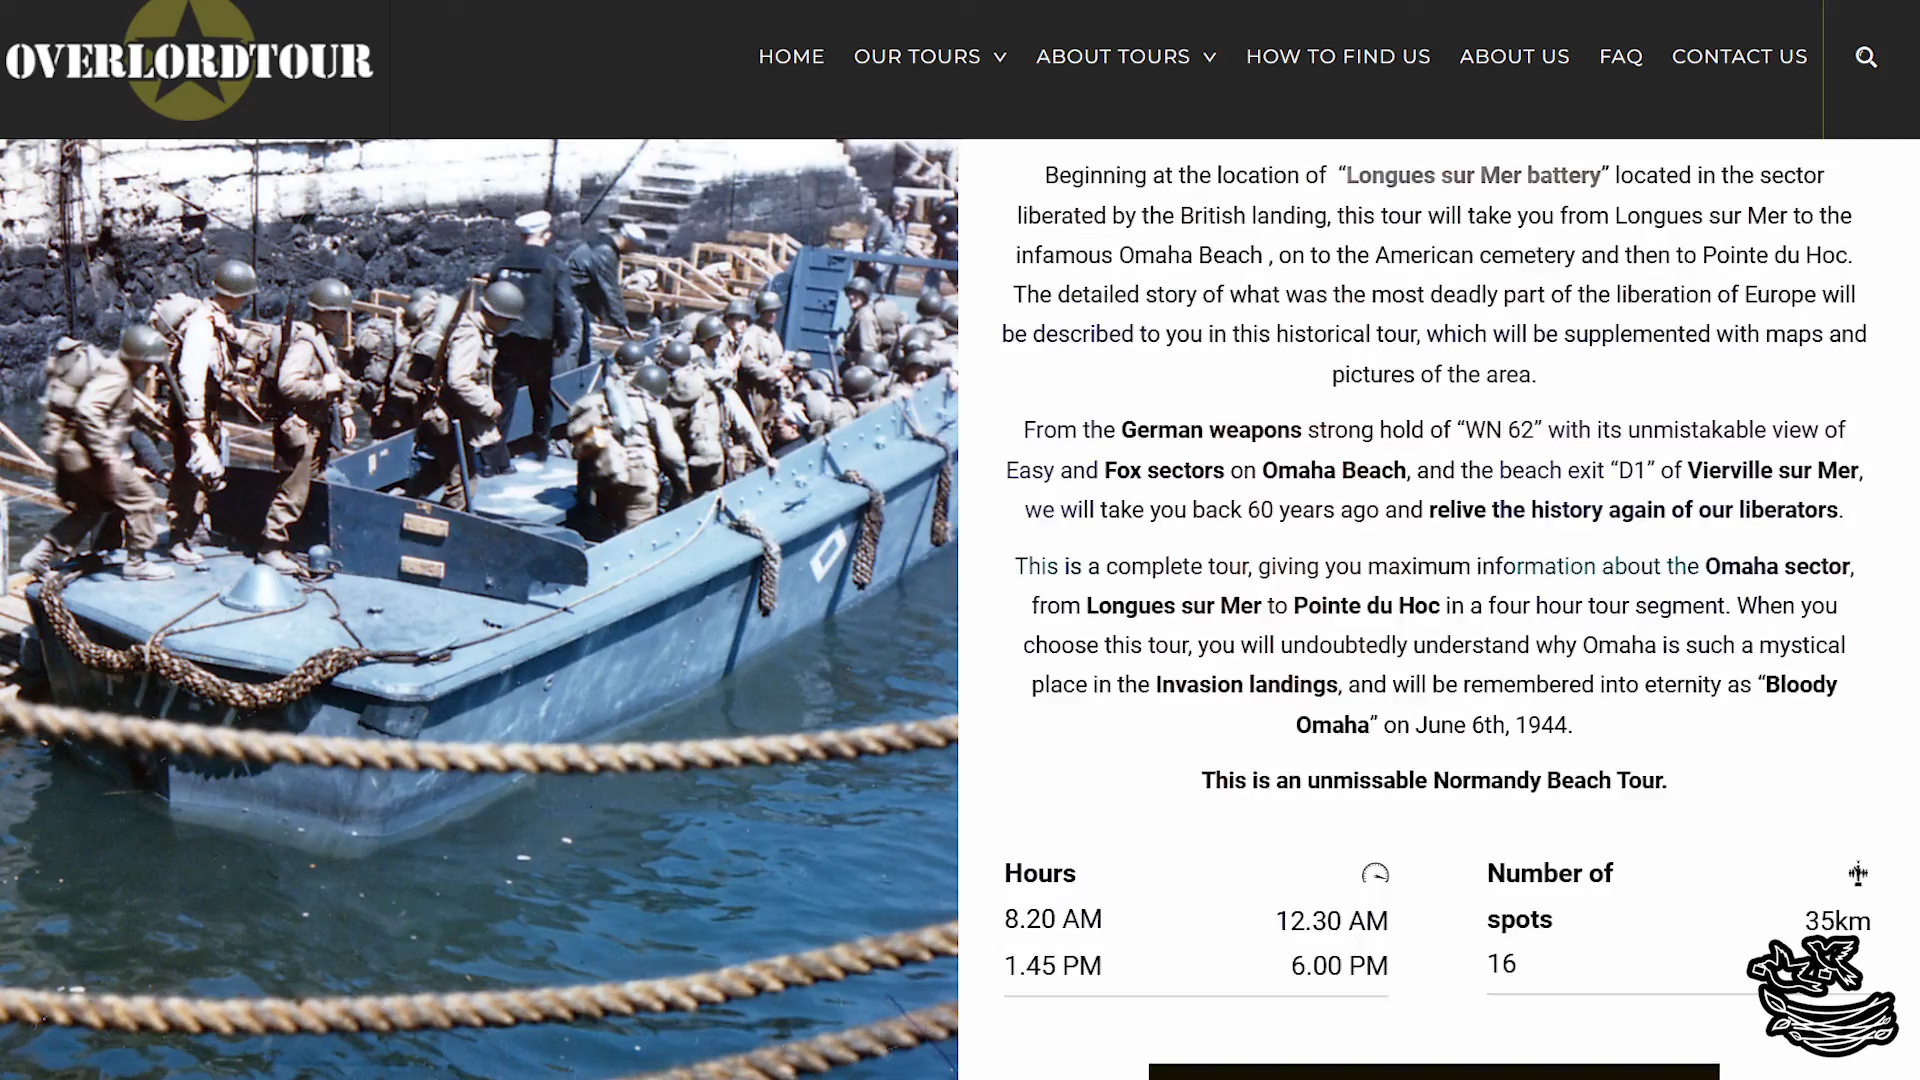 OVERLORDTOUR
HOME OUR TOURS ABOUT TOURS HOW TO FIND US ABOUT US FAQ CONTACT US
Beginning at the location of “Longues sur Mer battery” located in the sector
liberated by the British landing, this tour will take you from Longues sur Mer to the
infamous Omaha Beach , on to the American cemetery and then to Pointe du Hoc.
The detailed story of what was the most deadly part of the liberation of Europe will
be described to you in this historical tour, which will be supplemented with maps and
pictures of the area.
From the German weapons strong hold of “WN 62” with its unmistakable view of
Easy and Fox sectors on Omaha Beach, and the beach exit “D1” of Vierville sur Mer,
we will take you back 60 years ago and relive the history again of our liberators.
This is a complete tour, giving you maximum information about the Omaha sector,
from Longues sur Mer to Pointe du Hoc in a four hour tour segment. When you
choose this tour, you will undoubtedly understand why Omaha is such a mystical
place in the Invasion landings, and will be remembered into eternity as “Bloody
Omaha” on June 6th, 1944.
This is an unmissable Normandy Beach Tour.
Hours
8.20 AM 12.30 AM
1.45 PM 6.00 PM
Number of
spots 35km
16